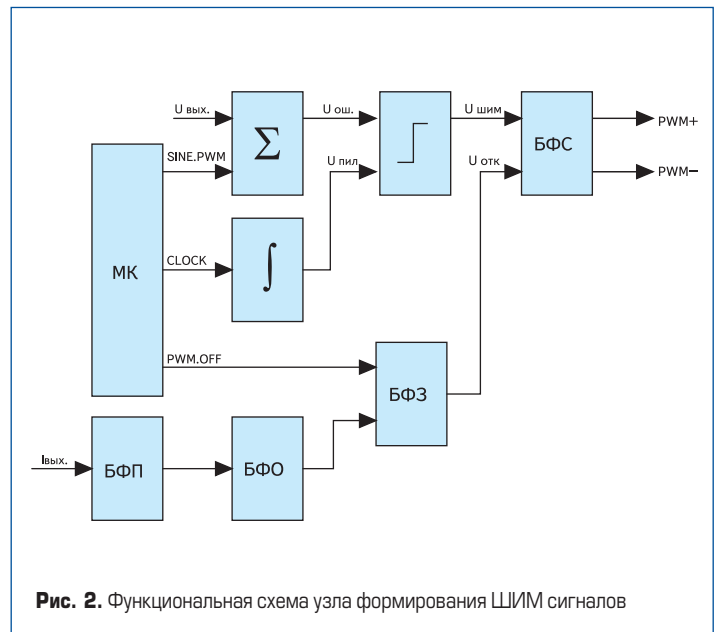 U вых.
U ош.
U шим
PWM+
SINE.PWM
Σ
U пил
U отк
БФС
PWM−
МК
CLOCK
∫
PWM.OFF
БФЗ
Iвых.
БФП
БФО
Рис. 2. Функциональная схема узла формирования ШИМ сигналов